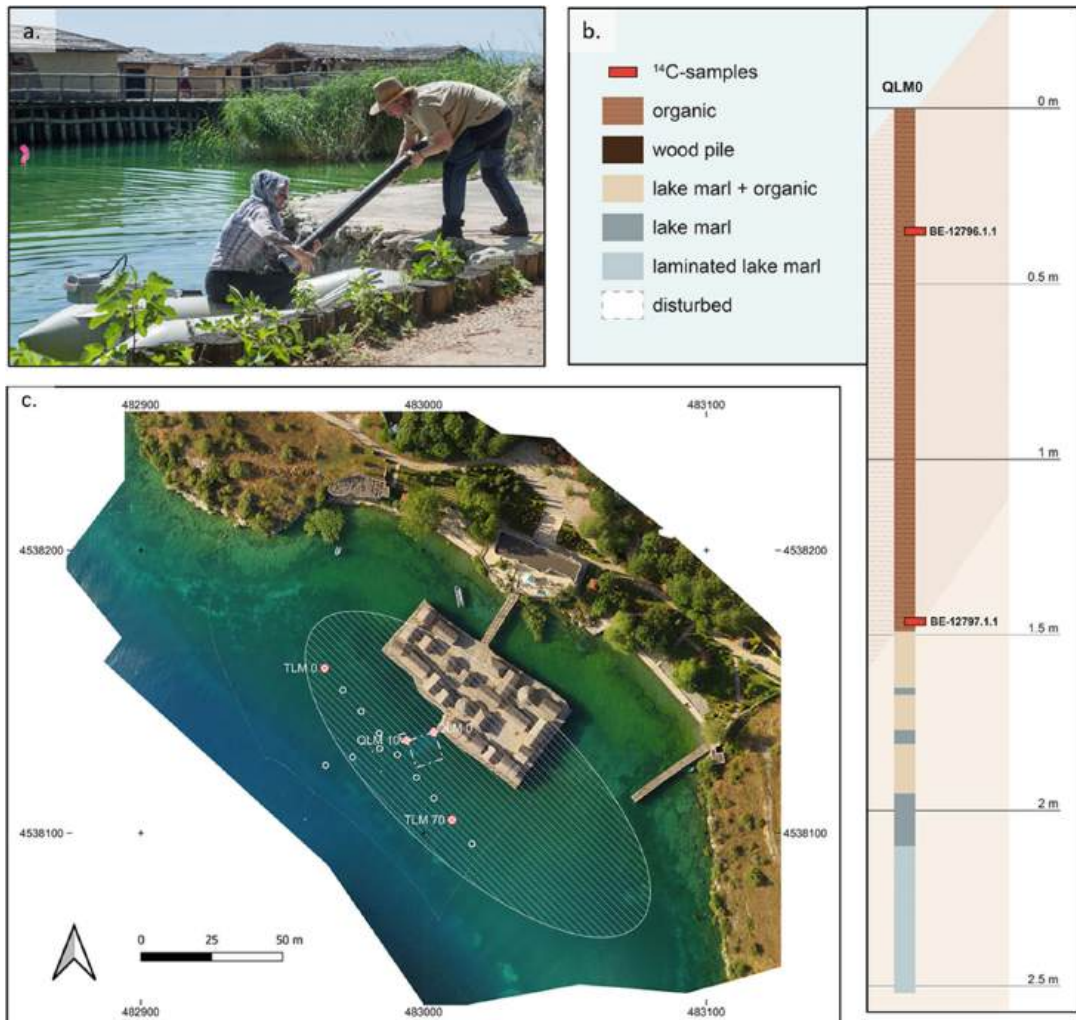 a.
b.
¹⁴C-samples
organic
wood pile
lake marl + organic
lake marl
laminated lake marl
disturbed
QLM0
0 m
BE-12796.1.1
0.5 m
1 m
BE-12797.1.1
1.5 m
2 m
2.5 m
c.
482900
483000
483100
4538200
4538200
TLM 0
QLM 0
QLM 10
TLM 70
4538100
4538100
0
25
50 m
482900
483000
483100